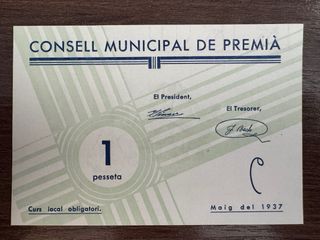 CONSELL MUNICIPAL DE PREMIÀ
El President,
El Tresorer,
1
pesseta
C
Curs local obligatori.
Maig del 1937